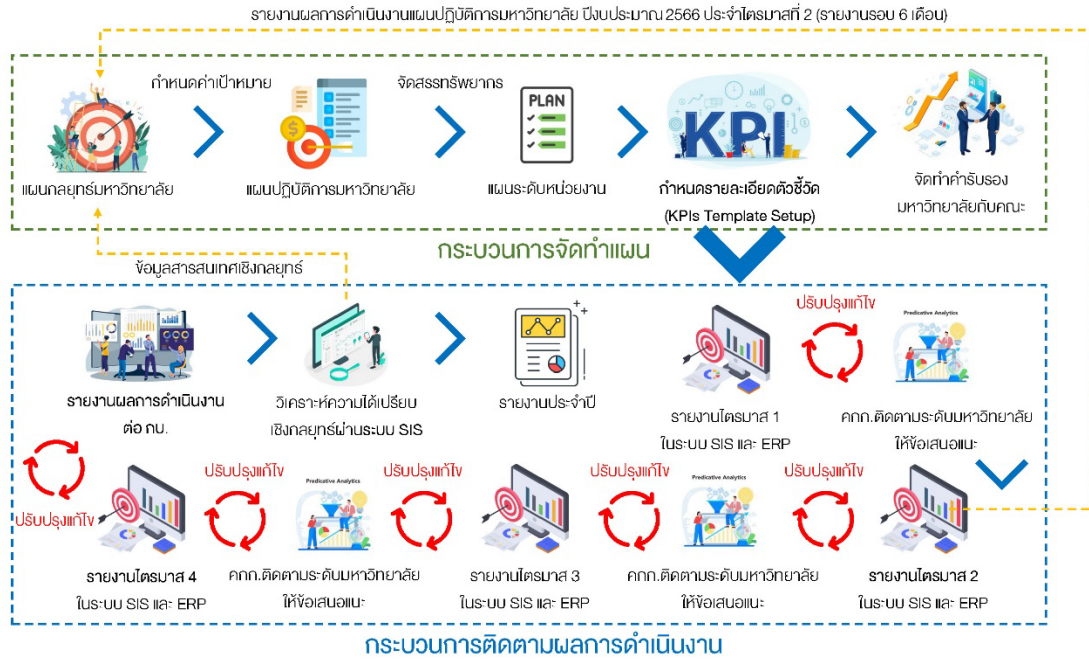 รายงานผลการดำเนินงานแผนปฏิบัติการมหาวิทยาลัย ปีงบประมาณ 2566 ประจำไตรมาสที่ 2 (รายงานรอบ 6 เดือน)
กำหนดค่าเป้าหมาย
จัดสรรทรัพยากร
PLAN
KPI
แผนกลยุทธ์มหาวิทยาลัย
แผนปฏิบัติการมหาวิทยาลัย
แผนระดับหน่วยงาน
กำหนดรายละเอียดตัวชี้วัด
(KPIs Template Setup)
จัดทำคำรับรอง
มหาวิทยาลัยกับคณะ
กระบวนการจัดทำแผน
ข้อมูลสารสนเทศเชิงกลยุทธ์
ปรับปรุงแก้ไข
Predicative Analytics
รายงานผลการดำเนินงาน
ต่อ กบ.
วิเคราะห์ความได้เปรียบ
เชิงกลยุทธ์ผ่านระบบ SIS
รายงานประจำปี
รายงานไตรมาส 1
ในระบบ SIS และ ERP
คกก.ติดตามระดับมหาวิทยาลัย
ให้ข้อเสนอแนะ
ปรับปรุงแก้ไข
ปรับปรุงแก้ไข
ปรับปรุงแก้ไข
ปรับปรุงแก้ไข
ปรับปรุงแก้ไข
Predicative Analytics
Predicative Analytics
รายงานไตรมาส 4
ในระบบ SIS และ ERP
คกก.ติดตามระดับมหาวิทยาลัย
ให้ข้อเสนอแนะ
รายงานไตรมาส 3
ในระบบ SIS และ ERP
คกก.ติดตามระดับมหาวิทยาลัย
ให้ข้อเสนอแนะ
รายงานไตรมาส 2
ในระบบ SIS และ ERP
กระบวนการติดตามผลการดำเนินงาน